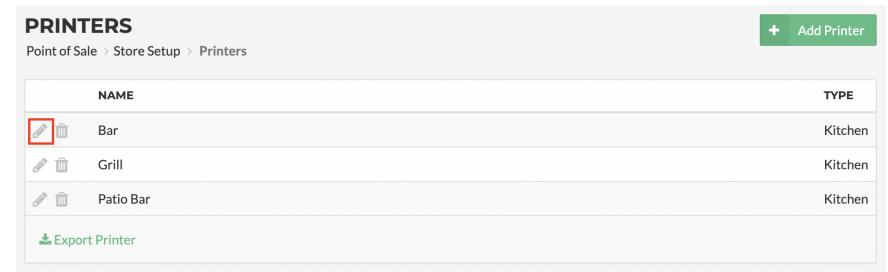 PRINTERS
+ Add Printer
Point of Sale > Store Setup > Printers
NAME TYPE
Bar Kitchen
Grill Kitchen
Patio Bar Kitchen
Export Printer